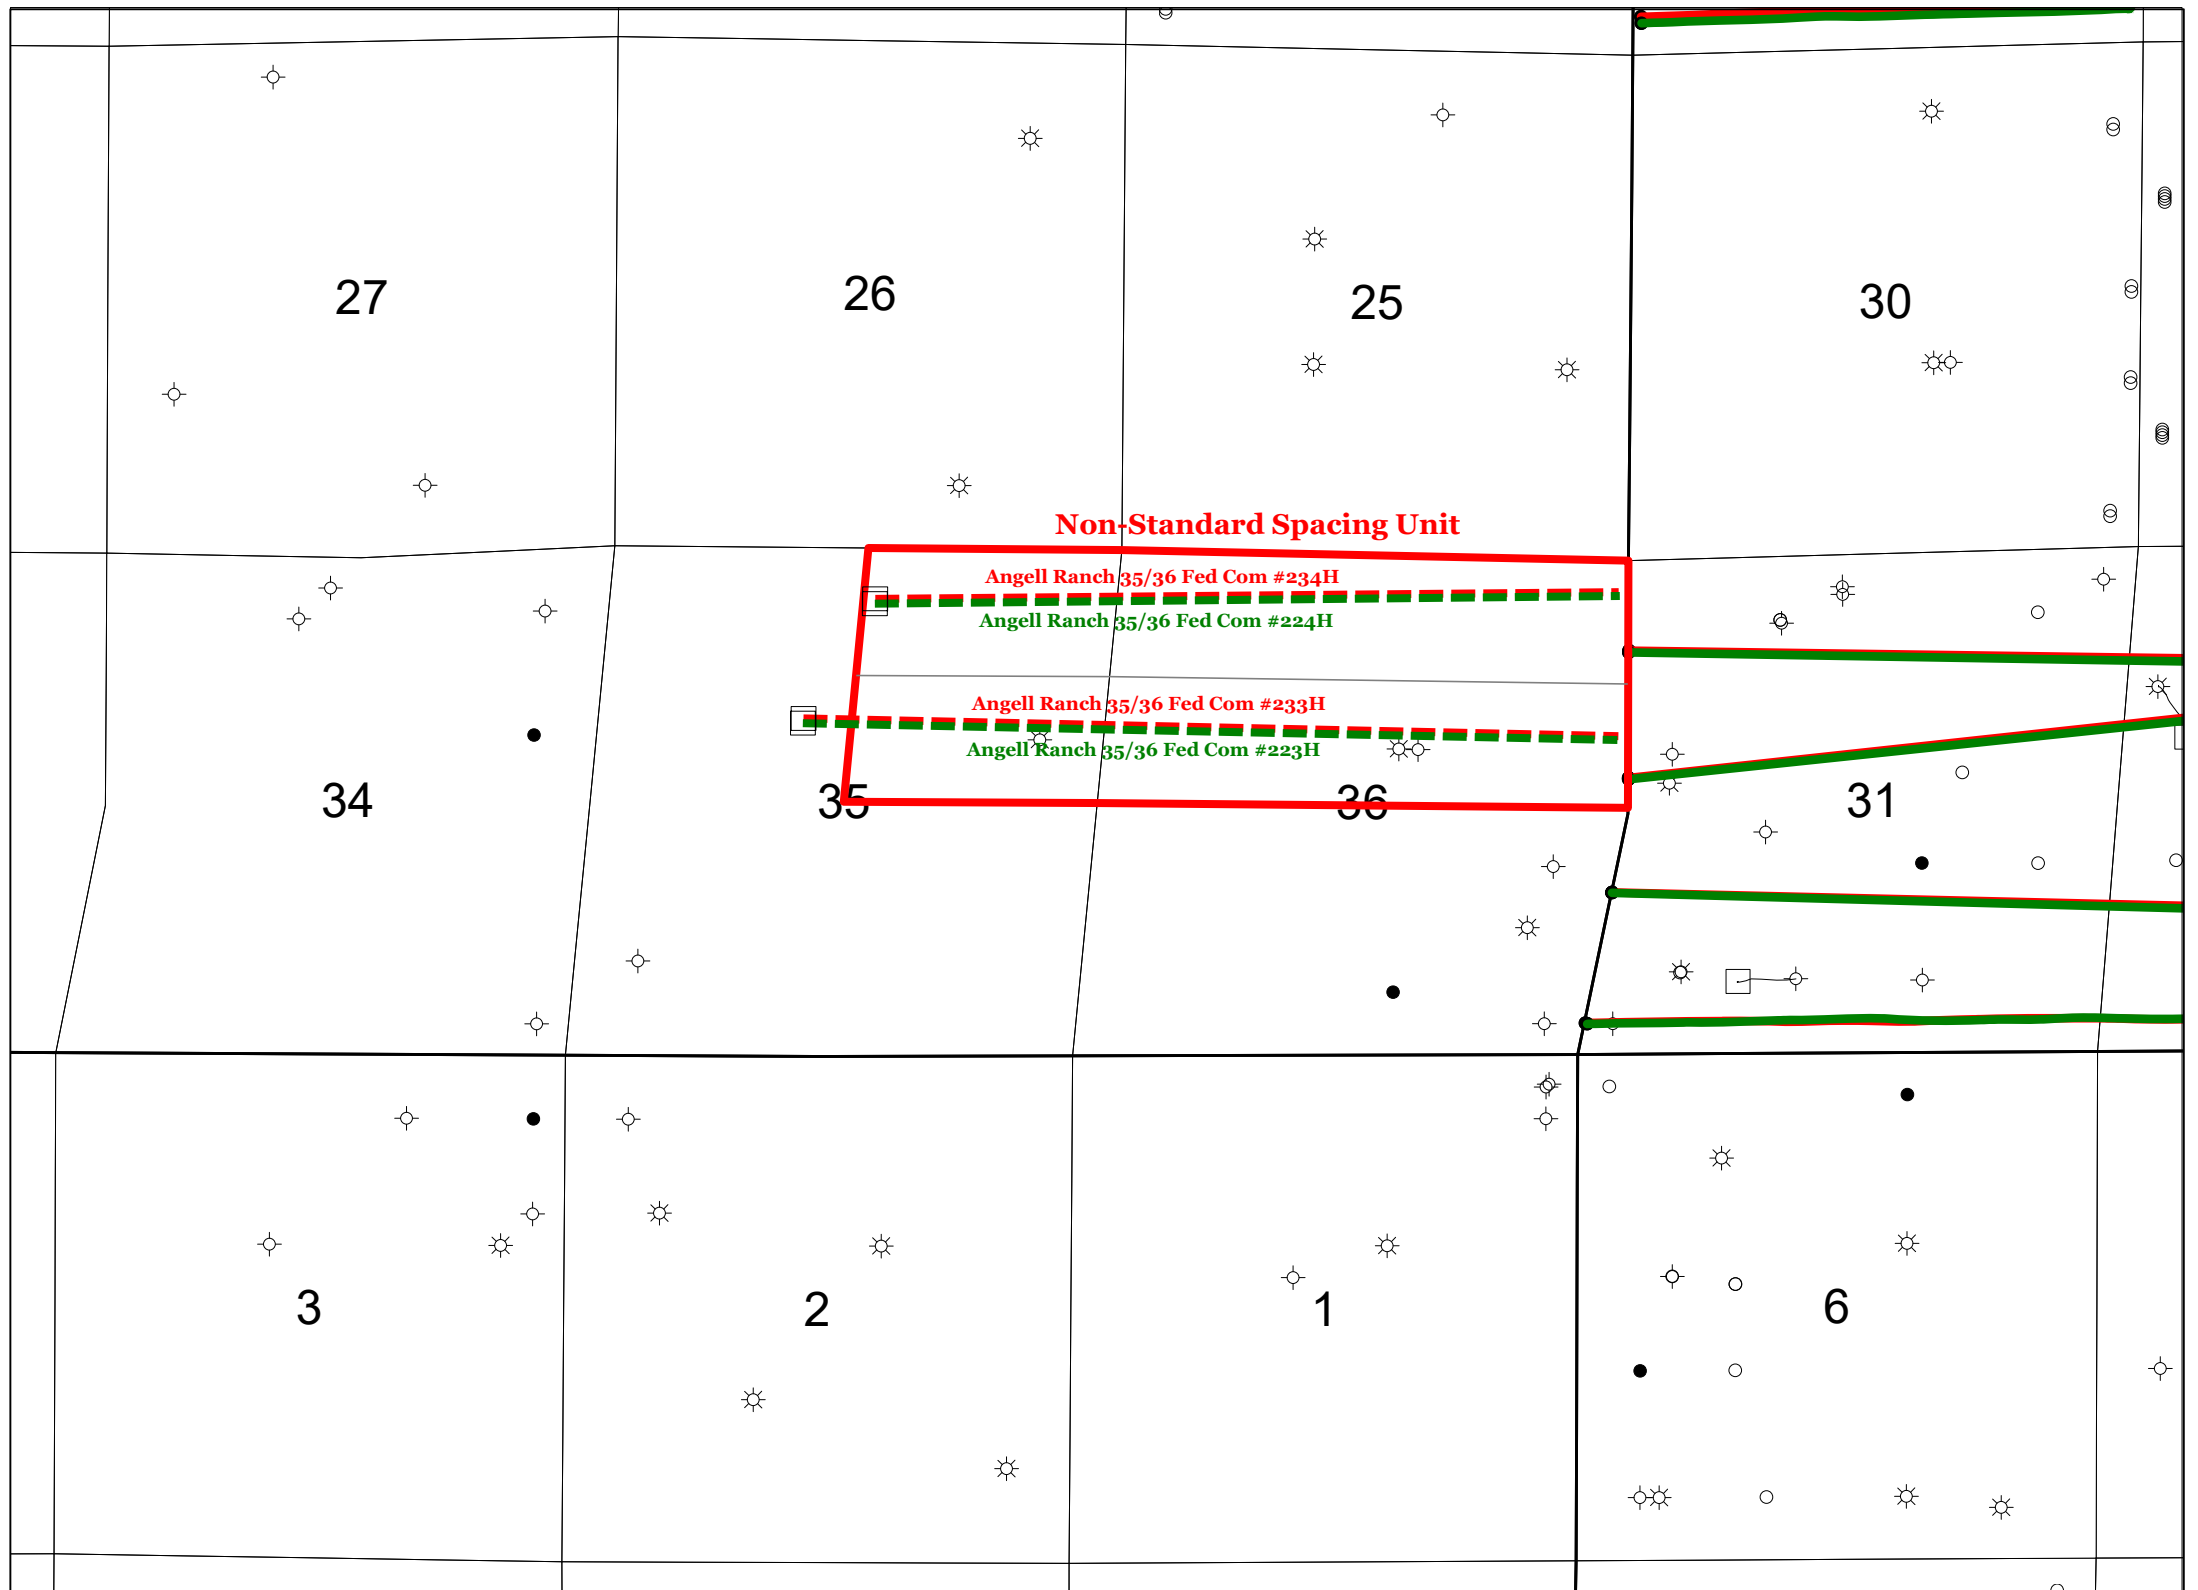 27
26
25
30
Non-Standard Spacing Unit
Angell Ranch 35/36 Fed Com #234H
Angell Ranch 35/36 Fed Com #224H
Angell Ranch 35/36 Fed Com #233H
Angell Ranch 35/36 Fed Com #223H
34
35
36
31
3
2
1
6